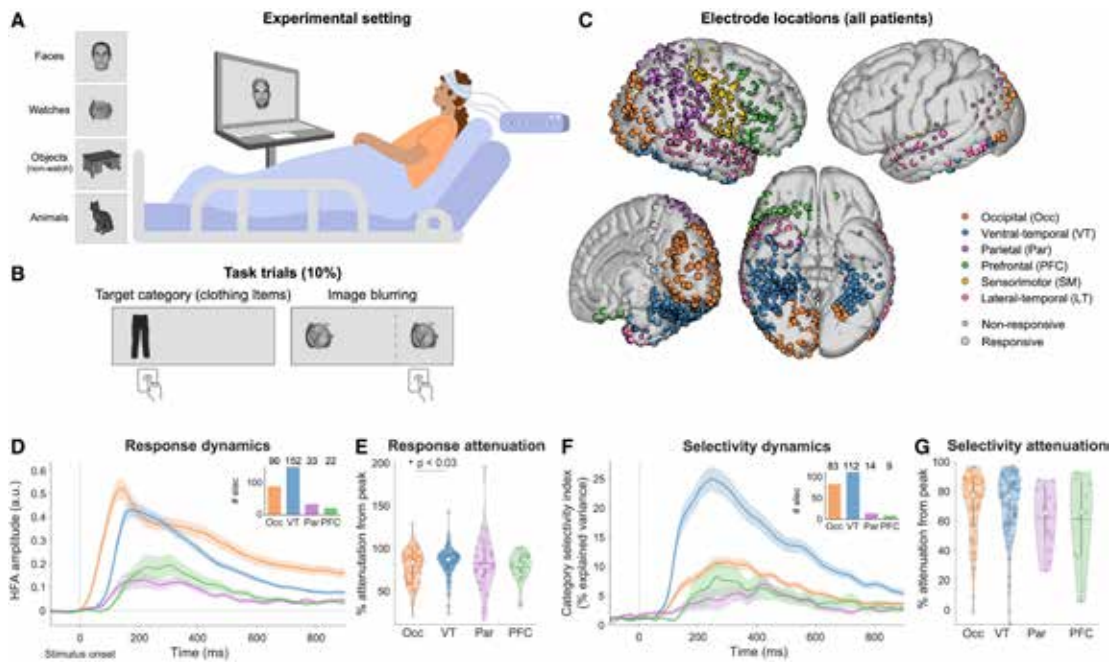 A
Experimental setting
Faces
Watches
Objects
(non-watch)
Animals
B
Task trials (10%)
Target category (clothing Items)
Image blurring
C
Electrode locations (all patients)
Occipital (Occ)
Ventral-temporal (VT)
Parietal (Par)
Prefrontal (PFC)
Sensorimotor (SM)
Lateral-temporal (LT)
Non-responsive
Responsive
D
Response dynamics
HFA amplitude (a.u.)
0.6
0.5
0.4
0.3
0.2
0.1
0
0
200
400
600
800
Stimulus onset
Time (ms)
# elec
100
0
152
33
22
Occ
VT
Par
PFC
E
Response attenuation
* p < 0.03
% attenudation from peak
200
150
100
50
Occ
VT
Par
PFC
F
Selectivity dynamics
Category selectivity index
(% explained variance)
25
20
15
10
5
0
0
200
400
600
800
Time (ms)
# elec
100
0
83
112
14
9
Occ
VT
Par
PFC
G
Selectivity attenuation
% attenuation from peak
100
80
60
40
20
0
Occ
VT
Par
PFC